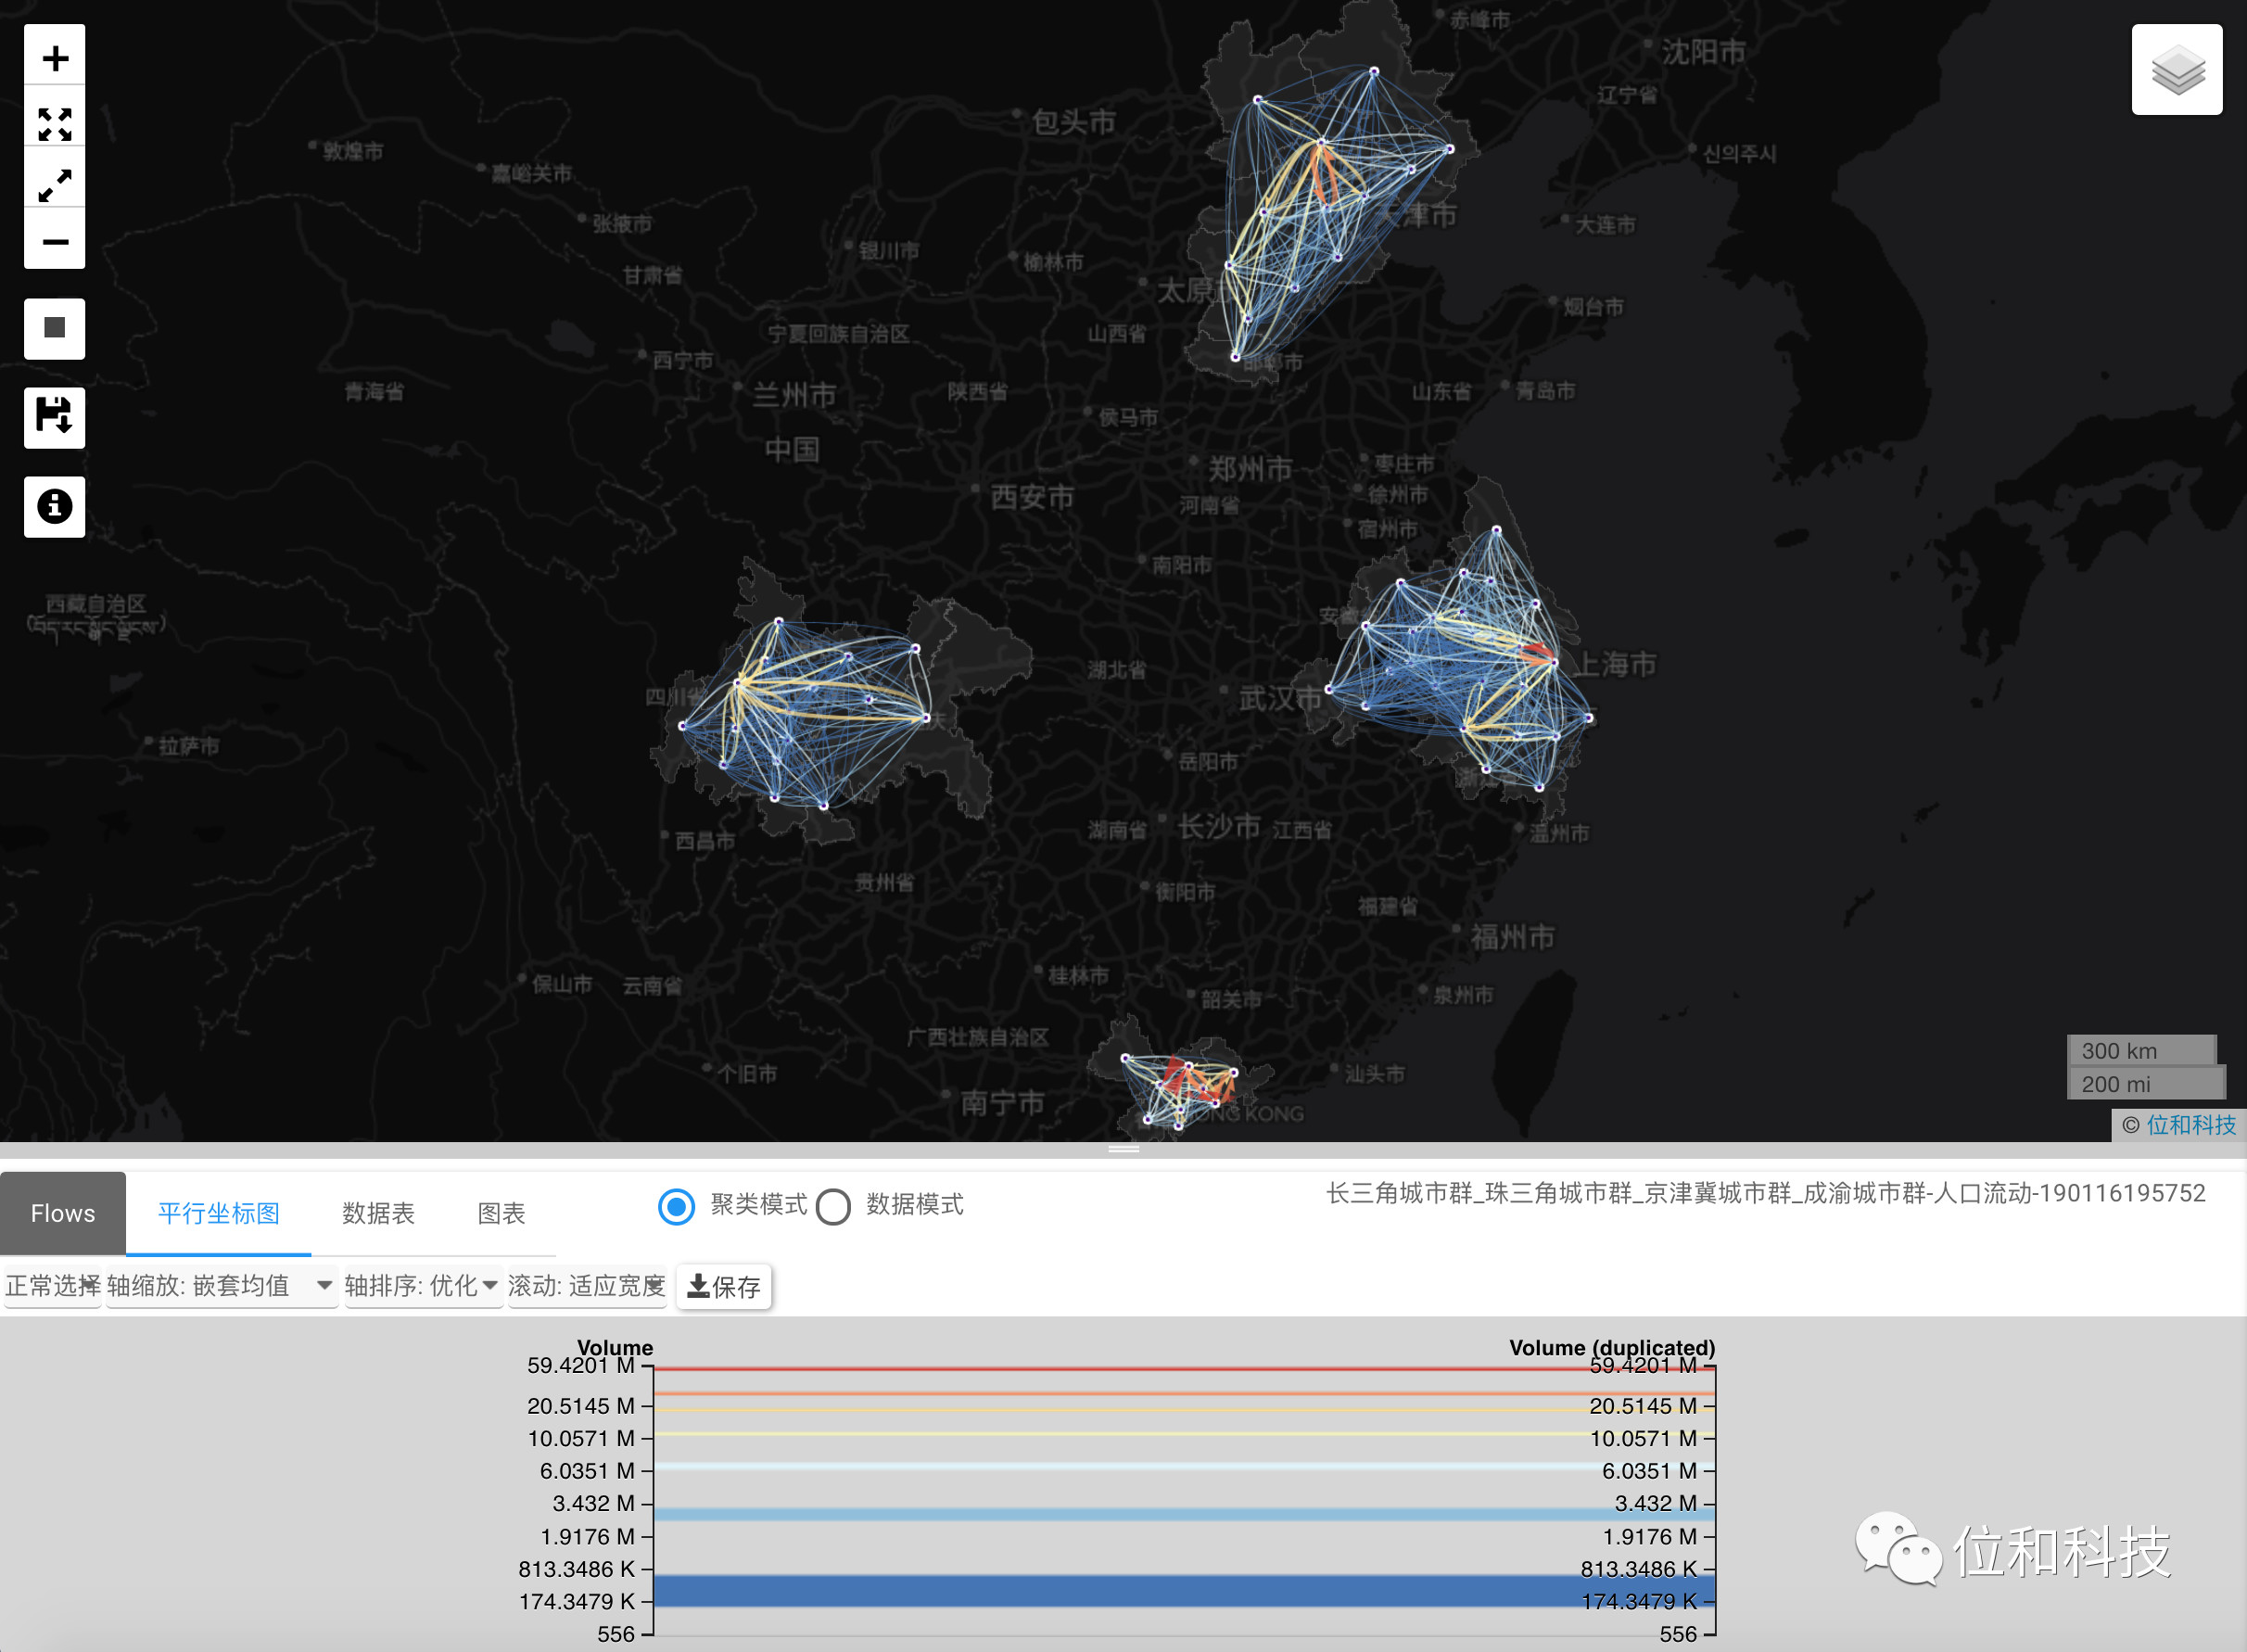 赤峰市
沈阳市
辽宁省
包头市
敦煌市
嘉峪关市
신의주시
张掖市
津市
大连市
银川市
榆林市
甘肃省
太原
烟台市
宁夏回族自治区
山西省
西宁市
邯郸市
青海省
兰州市
陕西省
山东省
青岛市
侯马市
中国
郑州市
枣庄市
西安市
河南省
徐州市
宿州市
南阳市
西藏自治区
安徽
湖北省
上海市
四川省
武汉市
拉萨市
岳阳市
浙江
湖南省
长沙市
江西省
温州市
西昌市
贵州省
衡阳市
福建省
福州市
桂林市
保山市
云南省
韶关市
泉州市
广西壮族自治区
个旧市
汕头市
南宁市
ONG KONG
300 km
200 mi
© 位和科技
Flows
平行坐标图
数据表
图表
聚类模式
数据模式
长三角城市群_珠三角城市群_京津冀城市群_成渝城市群-人口流动-190116195752
正常选择
轴缩放: 嵌套均值
轴排序: 优化
滚动: 适应宽度
保存
Volume
Volume (duplicated)
59.4201 M
59.4201 M
20.5145 M
20.5145 M
10.0571 M
10.0571 M
6.0351 M
6.0351 M
3.432 M
3.432 M
1.9176 M
1.9176 M
813.3486 K
813.3486 K
174.3479 K
174.3479 K
556
556
位和科技